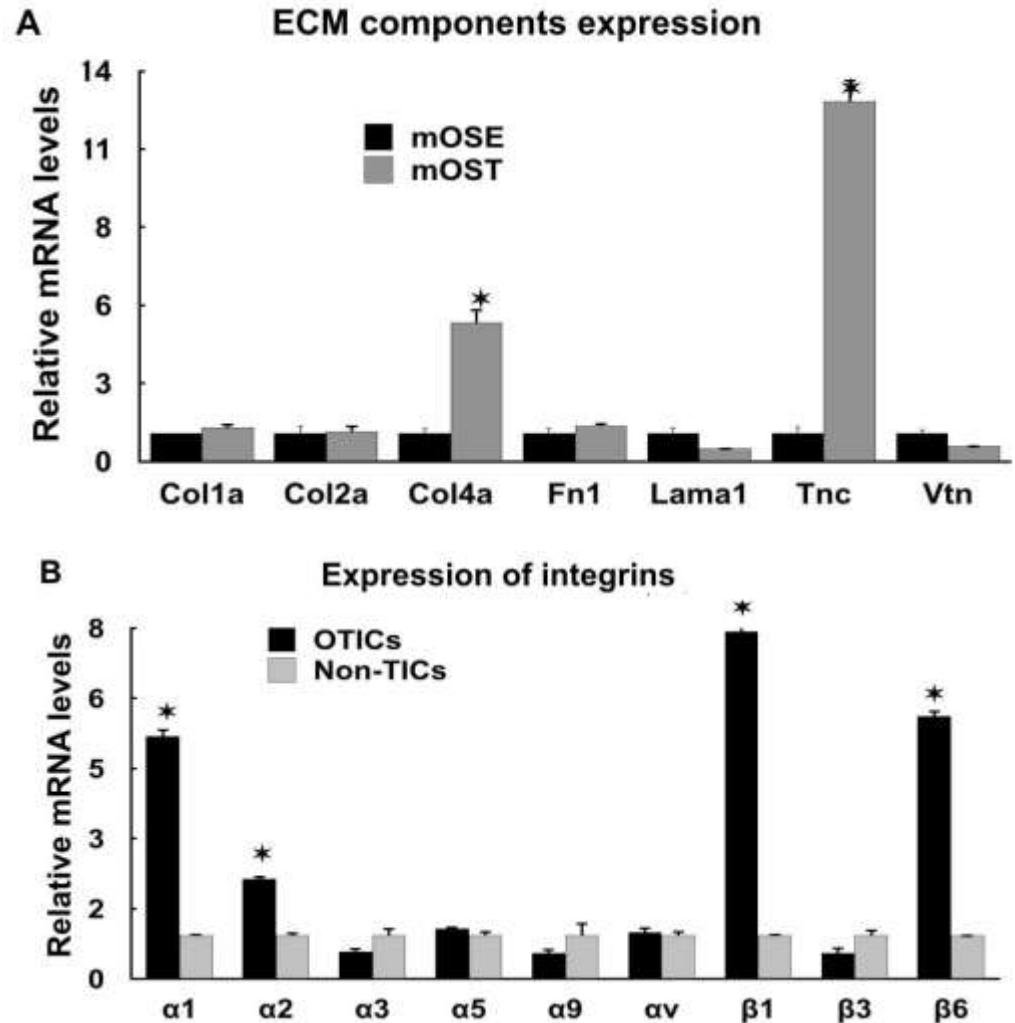 A
ECM components expression
Relative mRNA levels
14
11
8
6
3
0
mOSE
mOST
Col1a Col2a Col4a Fn1 Lama1 Tnc Vtn
B
Expression of integrins
Relative mRNA levels
8
6
5
3
2
0
OTICs
Non-TICs
α1 α2 α3 α5 α9 αv β1 β3 β6